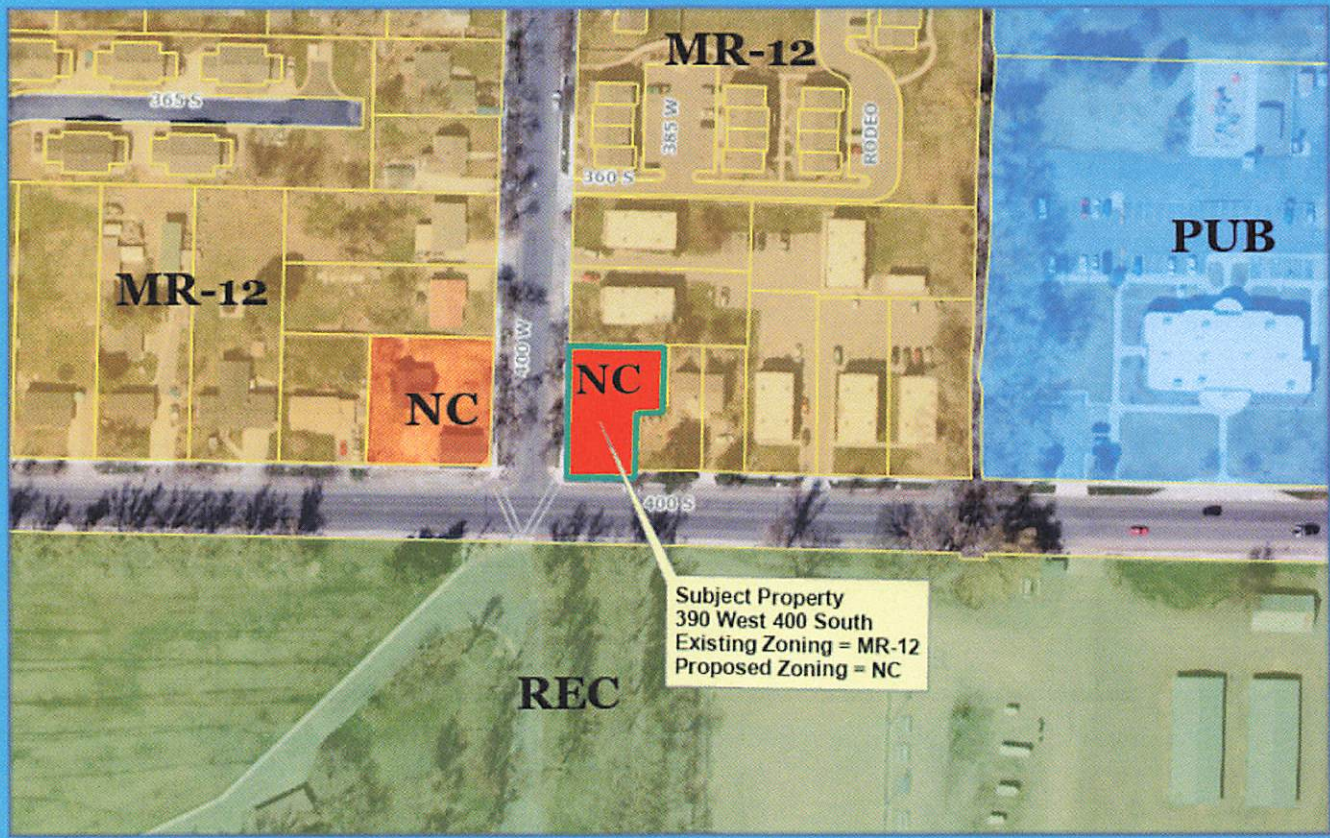 MR-12
365 S
385 W
RODEO
360 S
PUB
MR-12
400 W
NC
NC
400 S
Subject Property
390 West 400 South
Existing Zoning = MR-12
Proposed Zoning = NC
REC